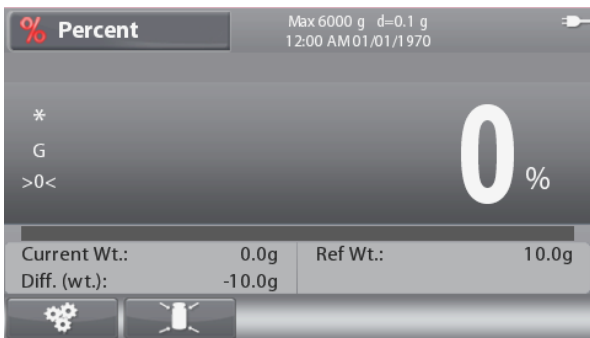 % Percent
Max 6000 g d=0.1 g
12:00 AM 01/01/1970
*
G
>0<
0 %
Current Wt.: 0.0g Ref Wt.: 10.0g
Diff. (wt.): -10.0g